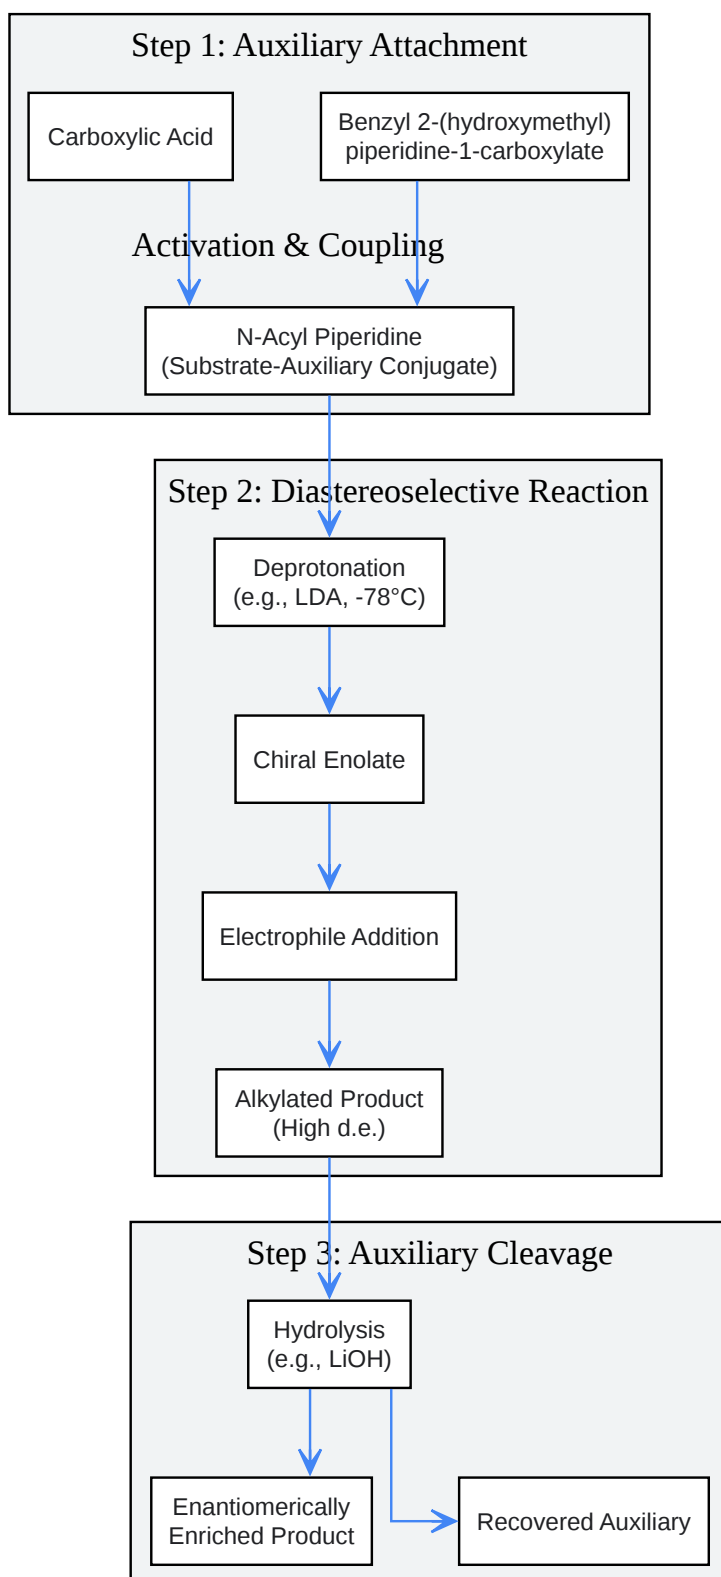 Step 1: Auxiliary Attachment
Carboxylic Acid
Benzyl 2-(hydroxymethyl)
piperidine-1-carboxylate
Activation & Coupling
N-Acyl Piperidine
(Substrate-Auxiliary Conjugate)
Step 2: Diastereoselective Reaction
Deprotonation
(e.g., LDA, -78°C)
Chiral Enolate
Electrophile Addition
Alkylated Product
(High d.e.)
Step 3: Auxiliary Cleavage
Hydrolysis
(e.g., LiOH)
Enantiomerically
Enriched Product
Recovered Auxiliary